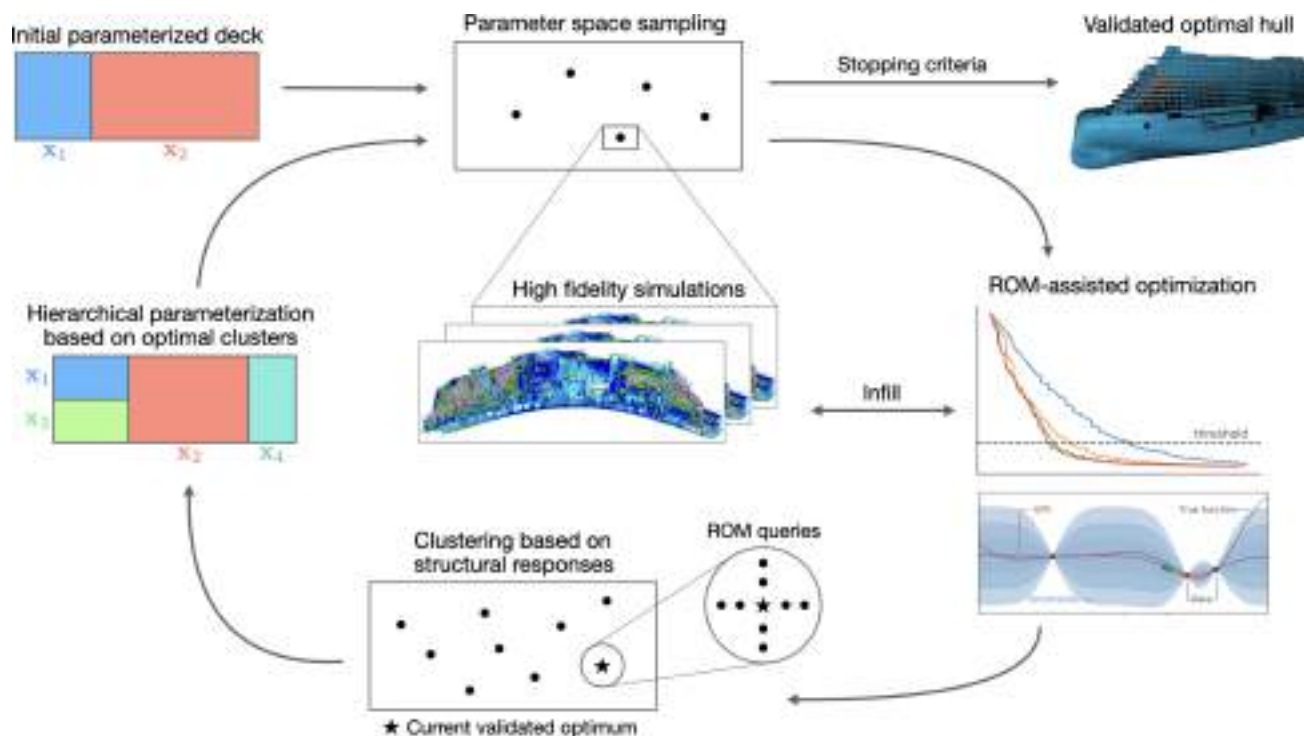 Initial parameterized deck
x₁
x₂
Parameter space sampling
Stopping criteria
Validated optimal hull
Hierarchical parameterization
based on optimal clusters
x₁
x₂
x₄
High fidelity simulations
Infill
ROM-assisted optimization
threshold
True function
Clustering based on
structural responses
ROM queries
★ Current validated optimum